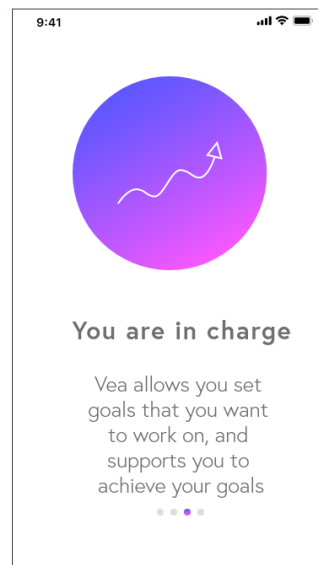 9:41
You are in charge
Vea allows you set
goals that you want
to work on, and
supports you to
achieve your goals